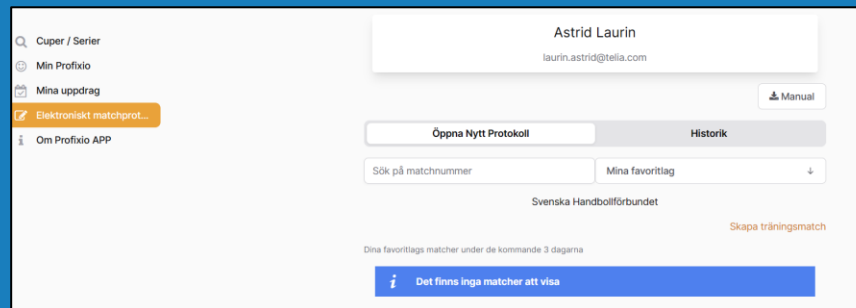 Cuper / Serier
Min Profixio
Mina uppdrag
Elektroniskt matchprot...
Om Profixio APP
Astrid Laurin
laurin.astrid@telia.com
Manual
Öppna Nytt Protokoll
Historik
Sök på matchnummer
Mina favoritlag
Svenska Handbollförbundet
Skapa träningsmatch
Dina favoritlags matcher under de kommande 3 dagarna
Det finns inga matcher att visa